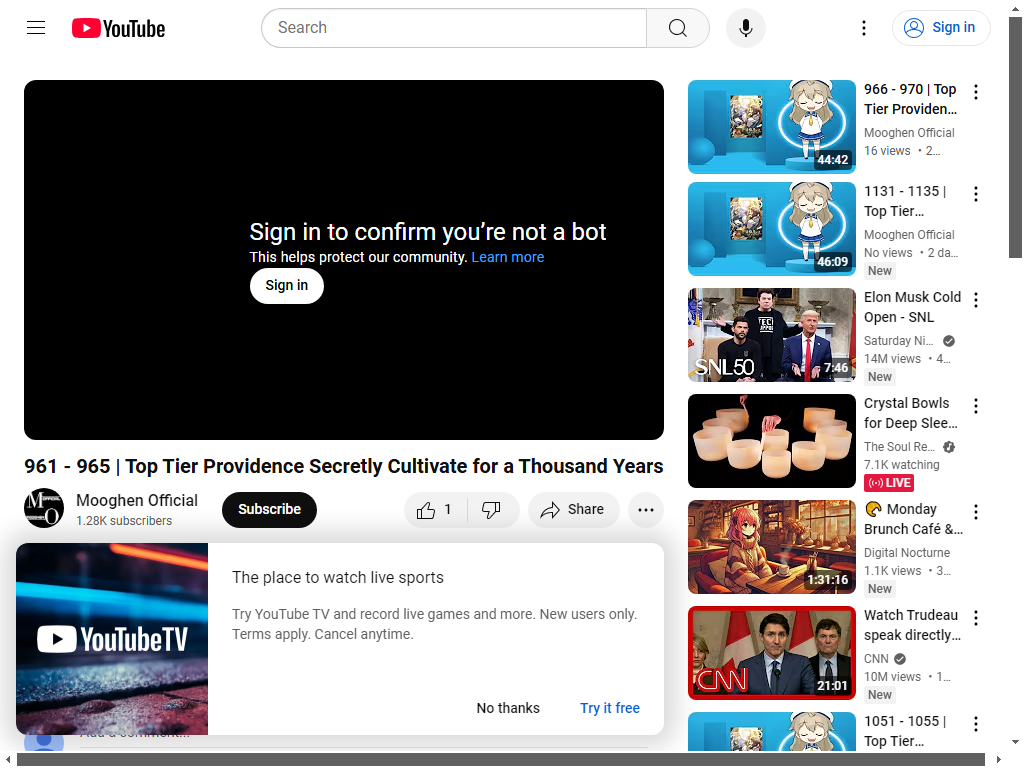 YouTube
Search
Sign in
Sign in to confirm you're not a bot
This helps protect our community. Learn more
Sign in
961 - 965 | Top Tier Providence Secretly Cultivate for a Thousand Years
Mooghen Official
1.28K subscribers
Subscribe
1
Share
YouTubeTV
The place to watch live sports
Try YouTube TV and record live games and more. New users only.
Terms apply. Cancel anytime.
No thanks
Try it free
Add a comment...
44:42
966 - 970 | Top
Tier Providen…
Mooghen Official
16 views • 2…
46:09
1131 - 1135 |
Top Tier…
Mooghen Official
No views • 2 da…
New
SNL50
7:46
Elon Musk Cold
Open - SNL
Saturday Ni…
14M views • 4…
New
Crystal Bowls
for Deep Slee…
The Soul Re…
7.1K watching
LIVE
1:31:16
Monday
Brunch Café &…
Digital Nocturne
1.1K views • 3…
New
CNN
21:01
Watch Trudeau
speak directly…
CNN
10M views • 1…
New
1051 - 1055 |
Top Tier…